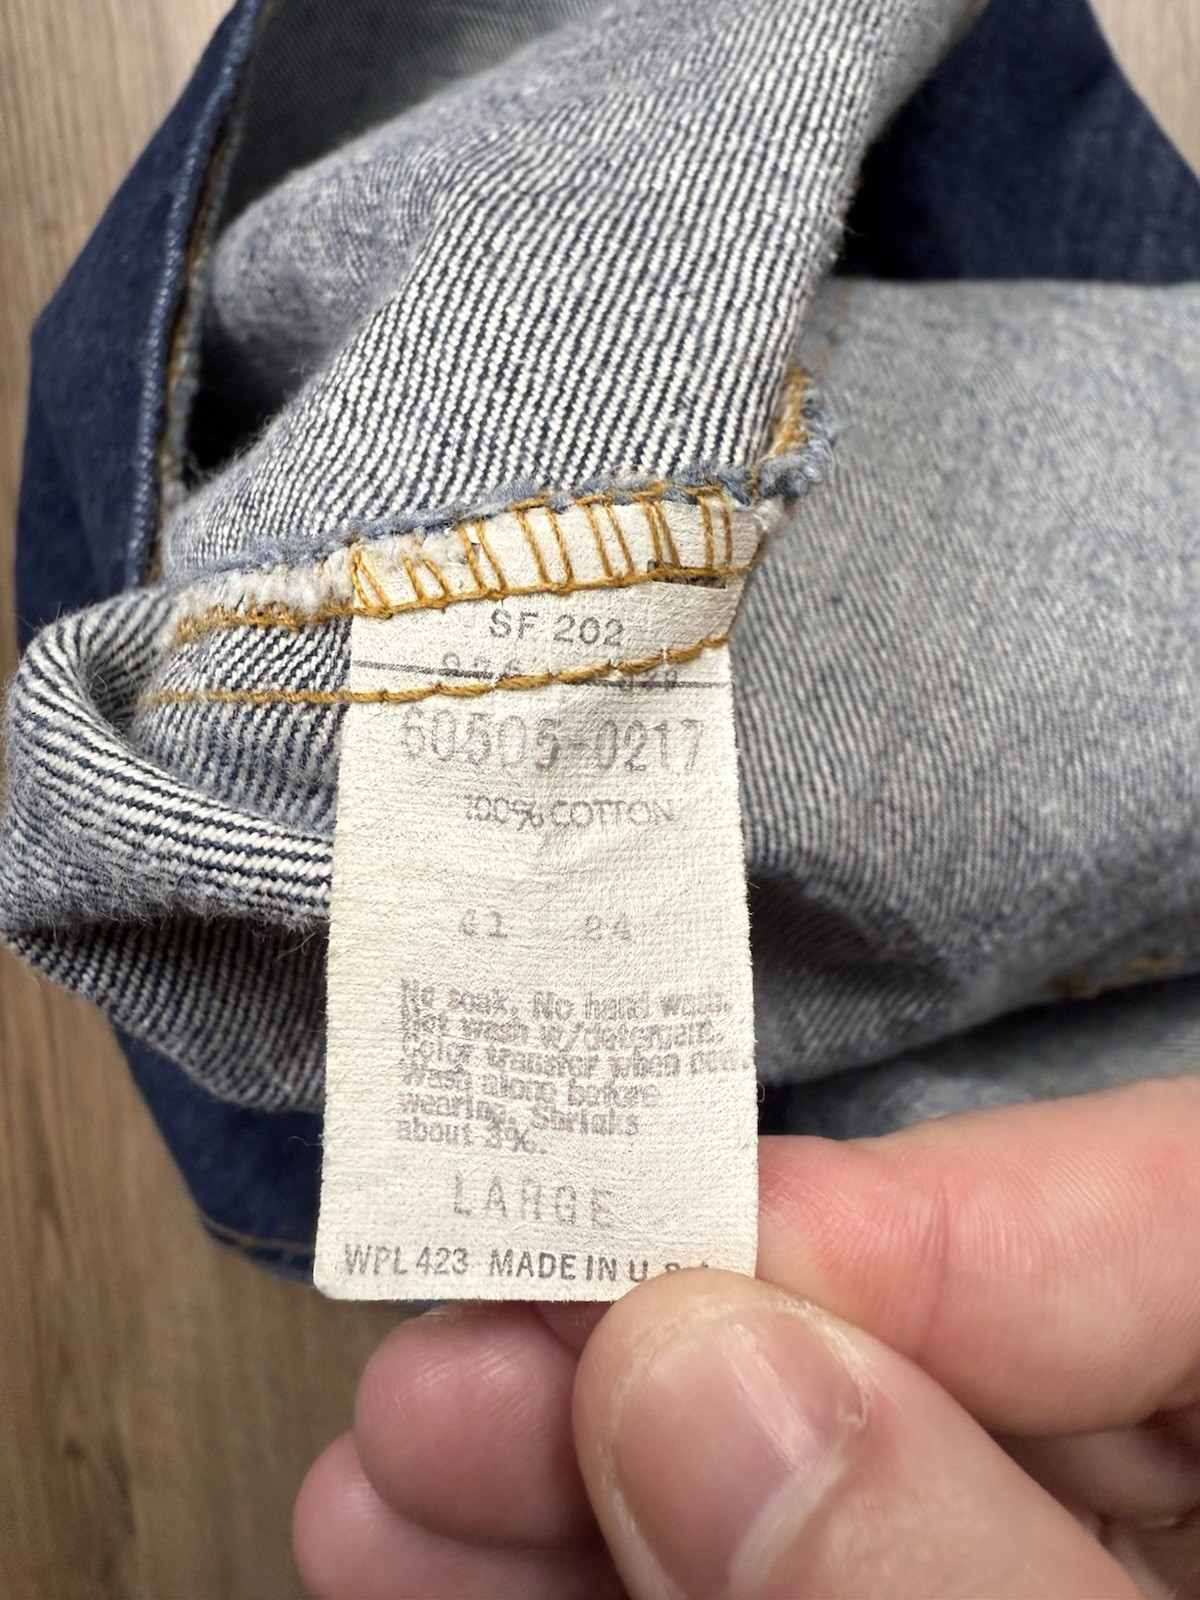 SF 202
60505-0217
100% COTTON
No soak, No hand wash.
Hot wash w/detergent.
Color transfer when new.
Wash alone before
wearing. Shrinks
about 3%.
LARGE
WPL 423 MADE IN U.S.A.